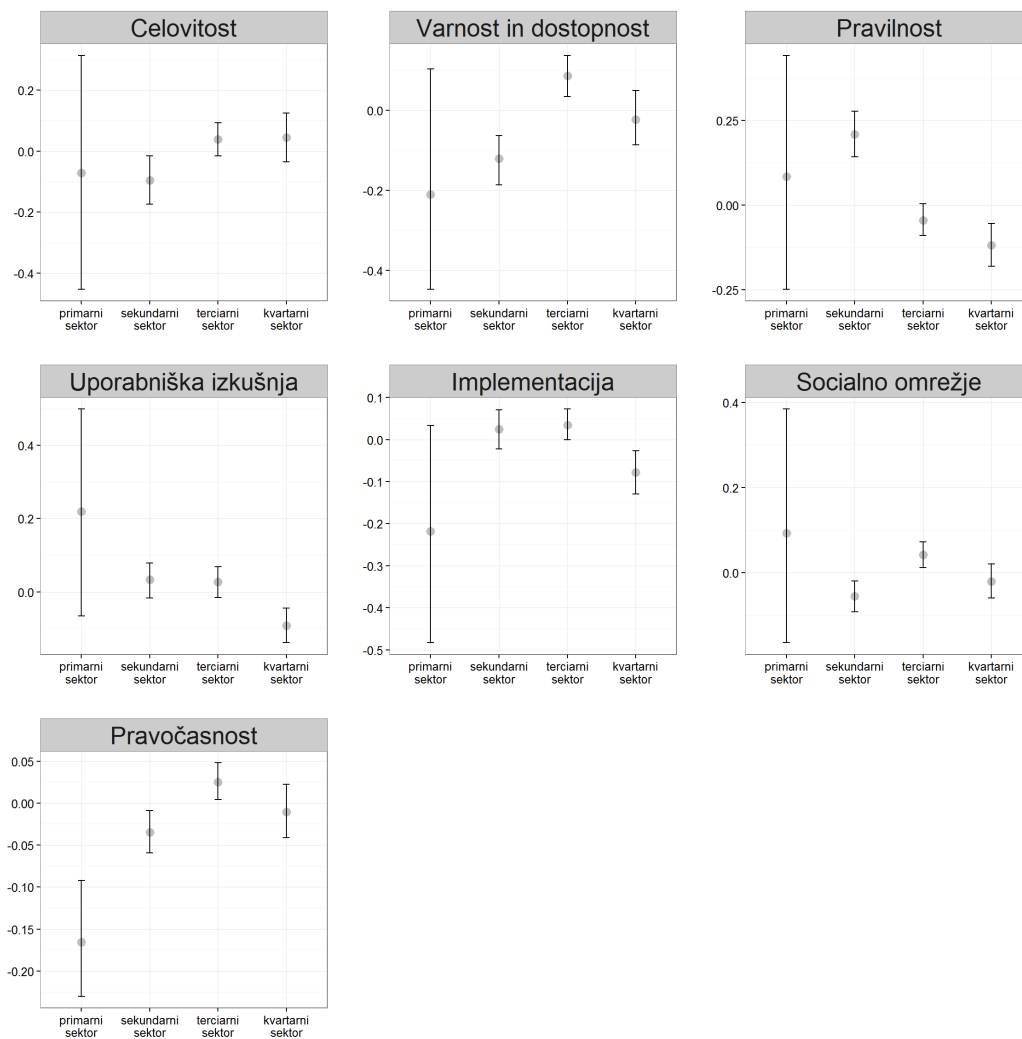 Celovitost
0.2
0.0
-0.2
-0.4
primarni sekundarni terciarni kvartarni
sektor sektor sektor sektor
Varnost in dostopnost
0.0
-0.2
-0.4
primarni sekundarni terciarni kvartarni
sektor sektor sektor sektor
Pravilnost
0.25
0.00
-0.25
primarni sekundarni terciarni kvartarni
sektor sektor sektor sektor
Uporabniška izkušnja
0.4
0.2
0.0
primarni sekundarni terciarni kvartarni
sektor sektor sektor sektor
Implementacija
0.1
0.0
-0.1
-0.2
-0.3
-0.4
-0.5
primarni sekundarni terciarni kvartarni
sektor sektor sektor sektor
Socialno omrežje
0.4
0.2
0.0
primarni sekundarni terciarni kvartarni
sektor sektor sektor sektor
Pravočasnost
0.05
0.00
-0.05
-0.10
-0.15
-0.20
primarni sekundarni terciarni kvartarni
sektor sektor sektor sektor